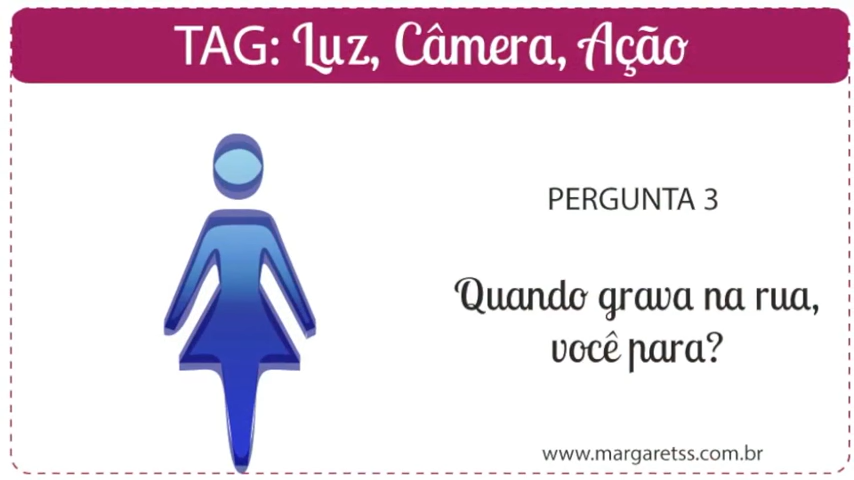 TAG: Luz, Câmera, Ação
PERGUNTA 3
Quando grava na rua,
você para?
www.margaretss.com.br